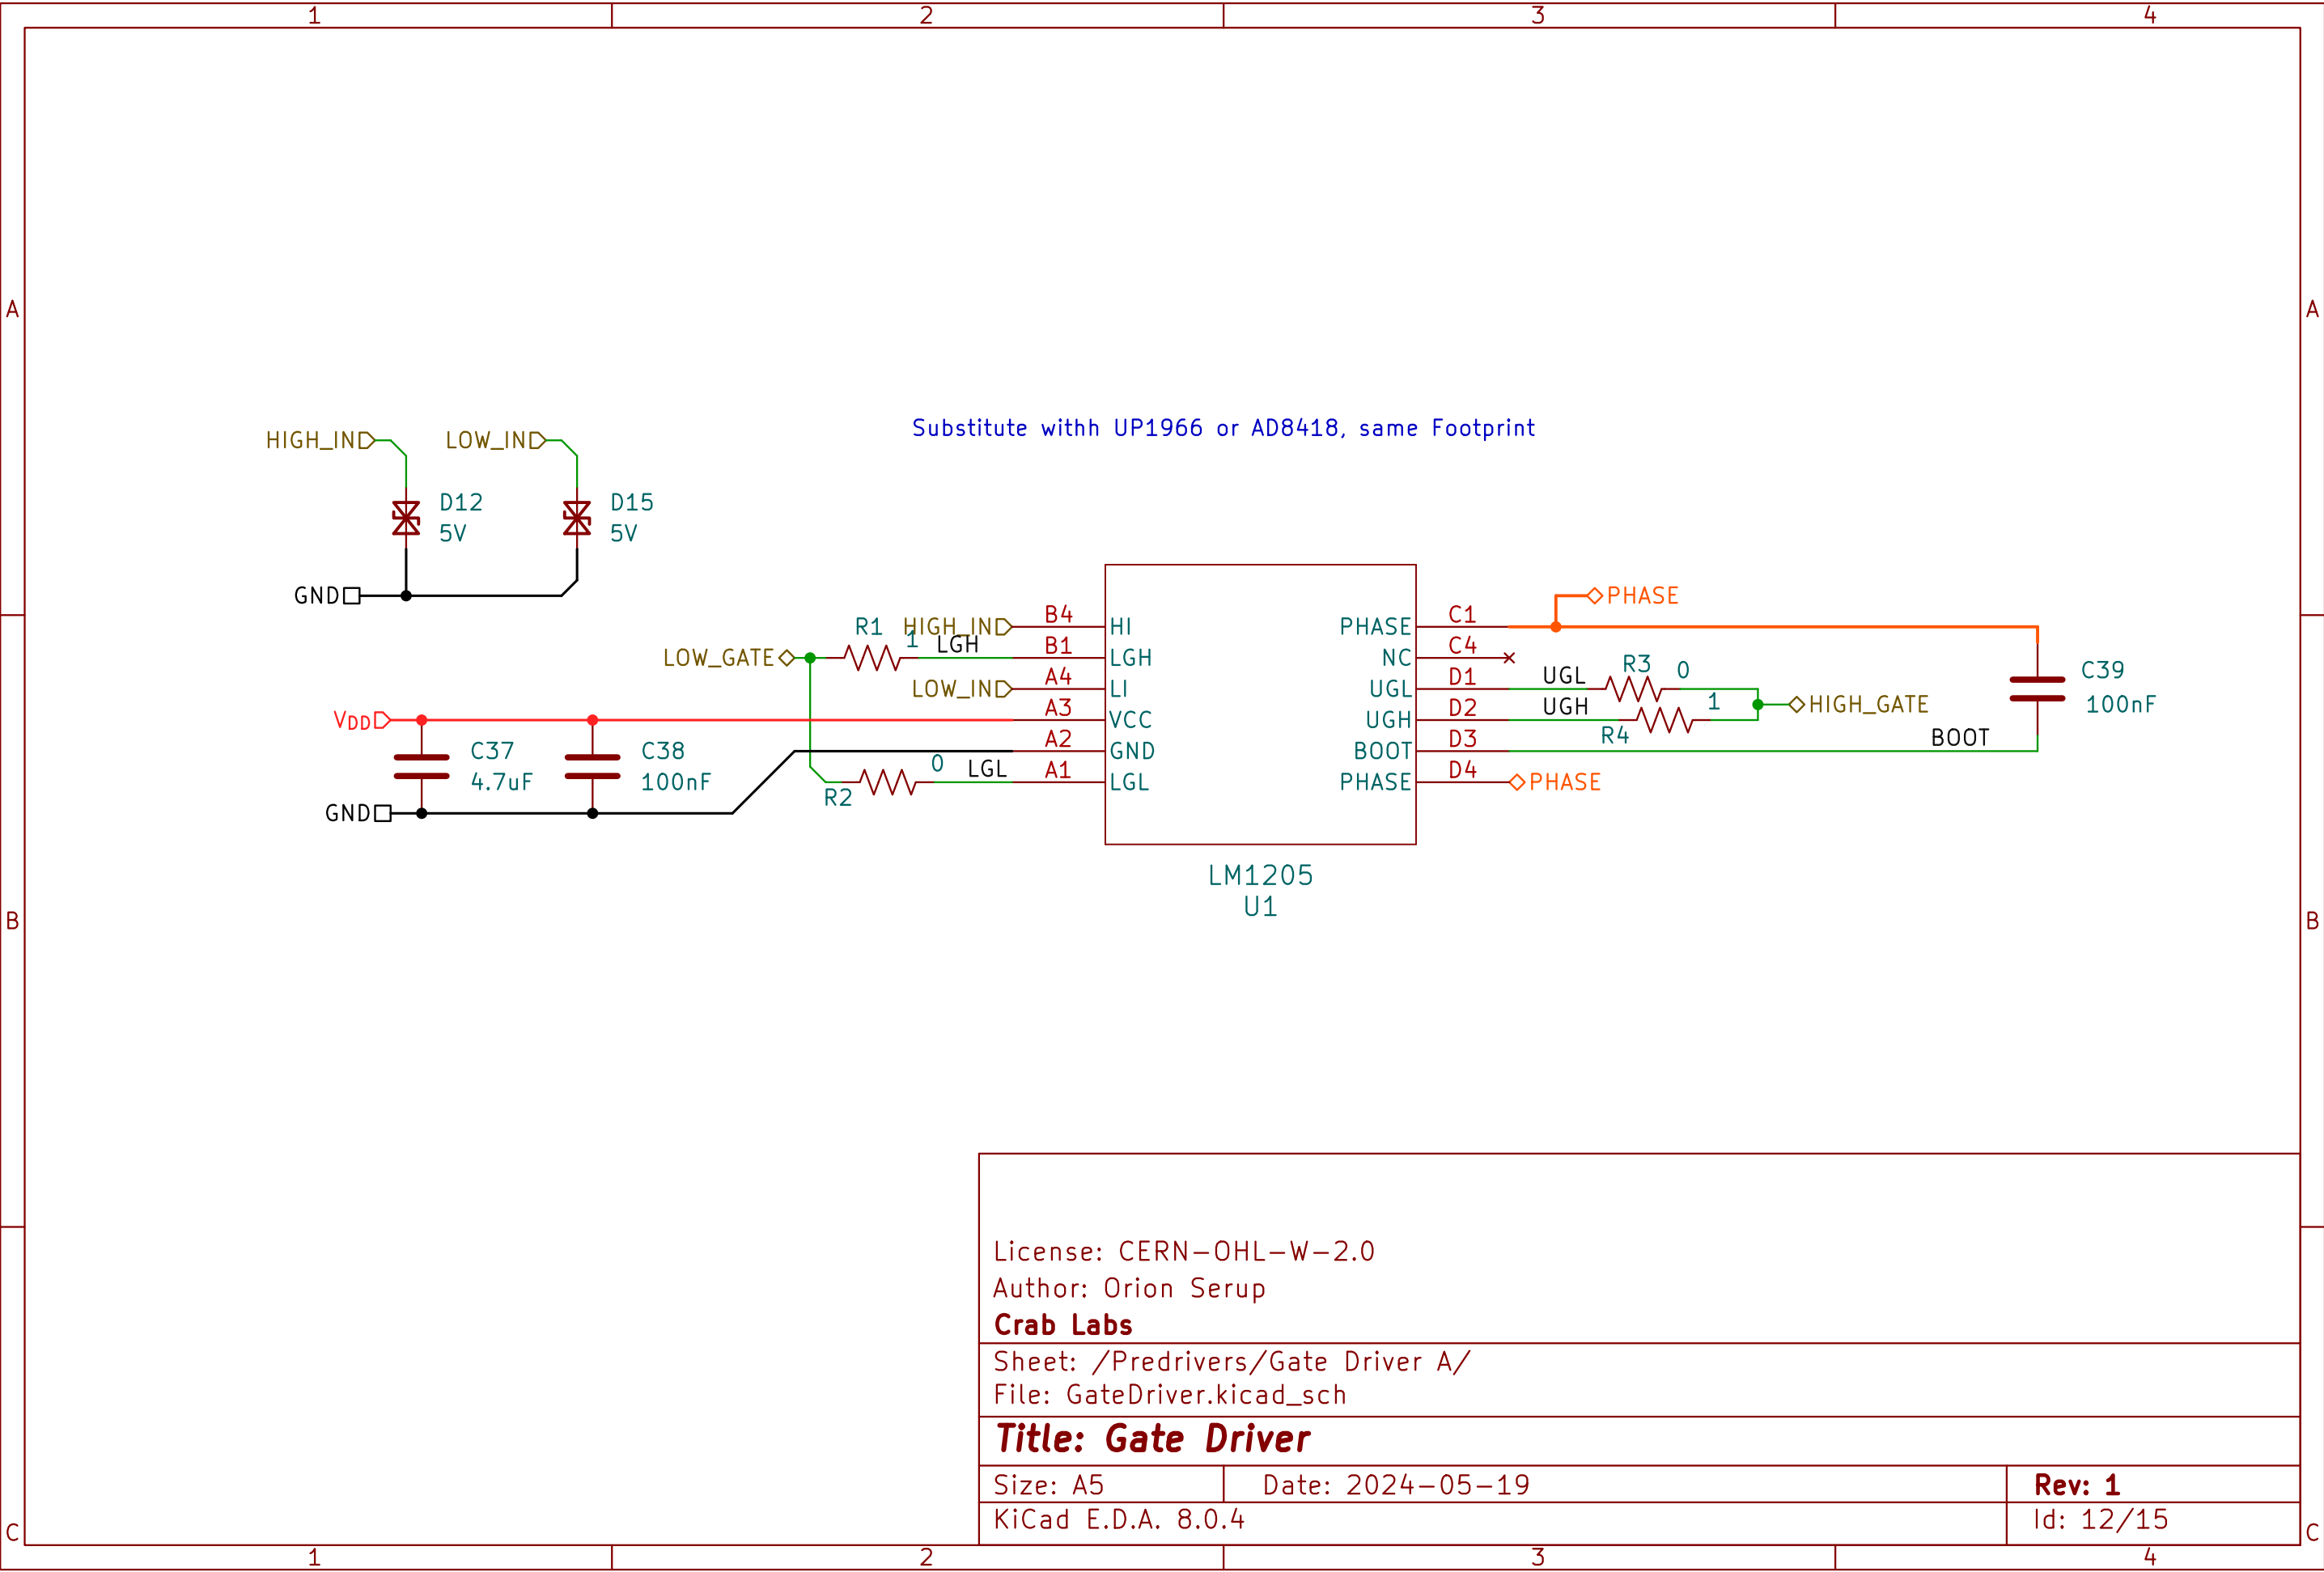 1 2 3 4
A A
Substitute withh UP1966 or AD8418, same Footprint
HIGH_IN LOW_IN
D12 D15
5V 5V
GND PHASE
R1 HIGH_IN B4 HI PHASE C1
1 LGH B1 C4
LOW_GATE LGH NC
R3 0 C39
UGL
A4 D1
LOW_IN LI UGL
1 HIGH_GATE 100nF
UGH
A3 D2
VDD VCC UGH
R4
BOOT
C37 C38 A2 GND BOOT D3
0 LGL A1 D4
4.7uF 100nF LGL PHASE PHASE
R2
GND
LM1205
U1
B B
License: CERN-OHL-W-2.0
Author: Orion Serup
Crab Labs
Sheet: /Predrivers/Gate Driver A/
File: GateDriver.kicad_sch
Title: Gate Driver
Size: A5 Date: 2024-05-19 Rev: 1
KiCad E.D.A. 8.0.4 Id: 12/15
C C
1 2 3 4